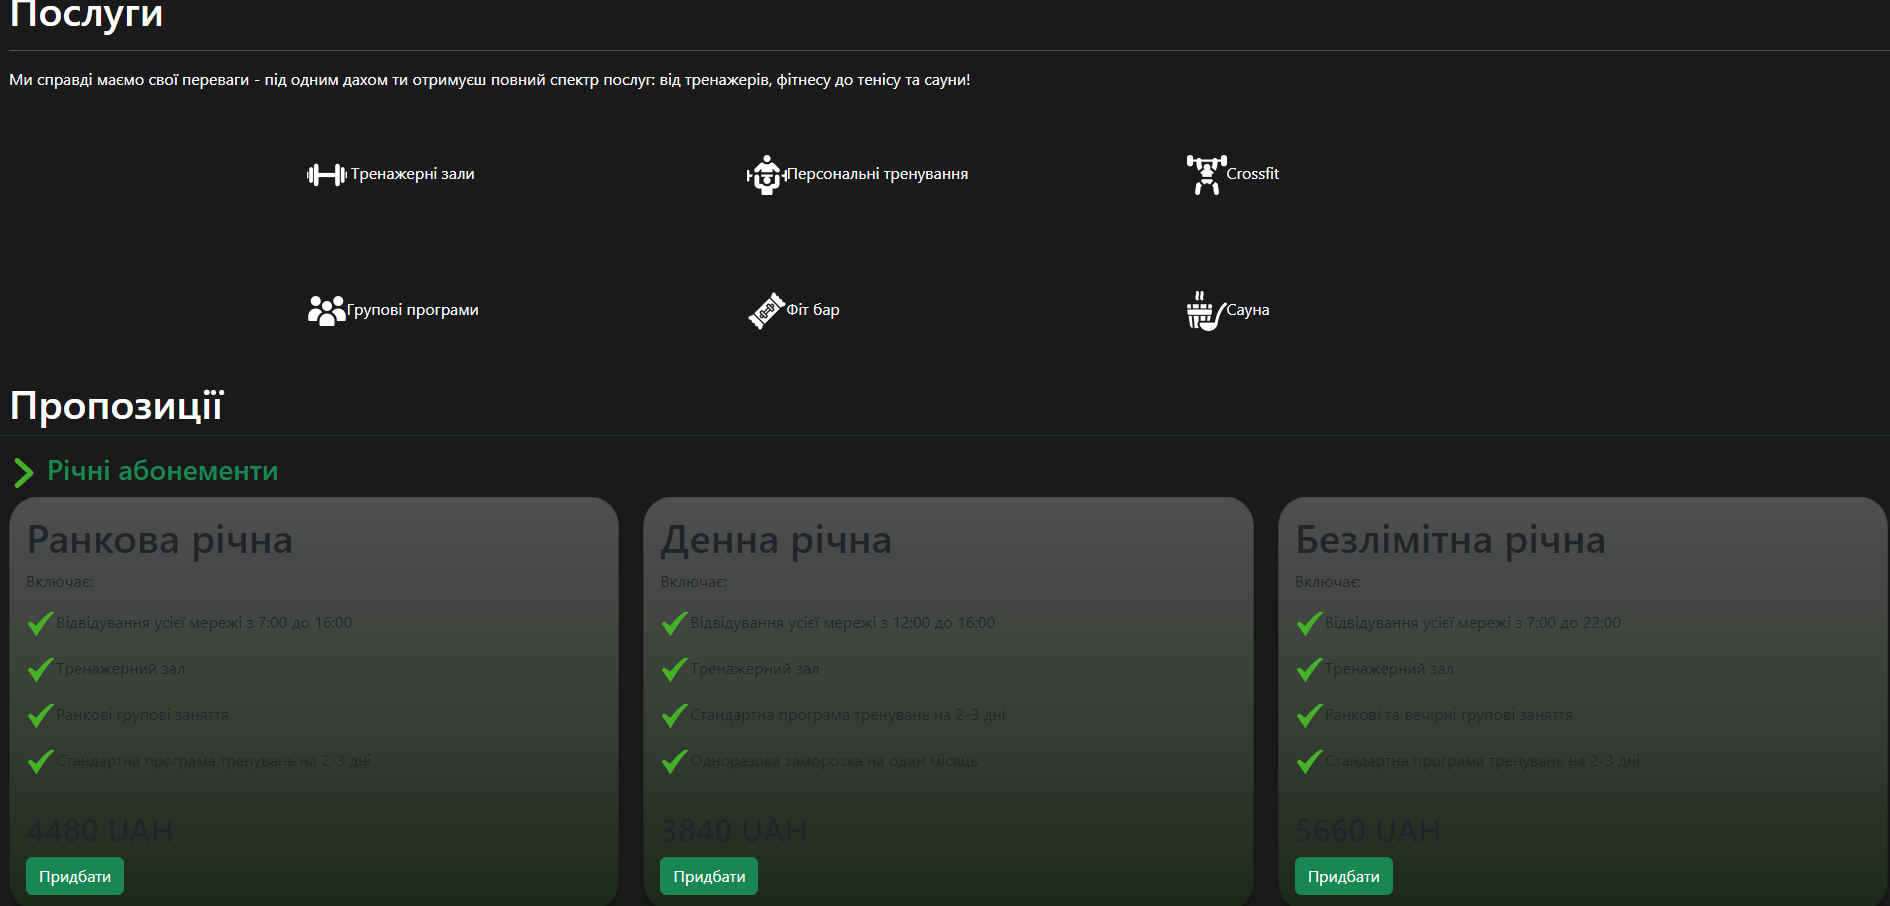 Послуги
Ми справді маємо свої переваги - під одним дахом ти отримуєш повний спектр послуг: від тренажерів, фітнесу до тенісу та сауни!
Тренажерні зали
Персональні тренування
Crossfit
Групові програми
Фіт бар
Сауна
Пропозиції
Річні абонементи
Ранкова річна
Включає:
Відвідування усієї мережі з 7:00 до 16:00
Тренажерний зал
Ранкові групові заняття
Стандартна програма тренувань на 2-3 дні
4480 UAH
Придбати
Денна річна
Включає:
Відвідування усієї мережі з 12:00 до 16:00
Тренажерний зал
Стандартна програма тренувань на 2-3 дні
Одноразова заморозка на один місяць
3840 UAH
Придбати
Безлімітна річна
Включає:
Відвідування усієї мережі з 7:00 до 22:00
Тренажерний зал
Ранкові та вечірні групові заняття
Стандартна програма тренувань на 2-3 дні
5660 UAH
Придбати